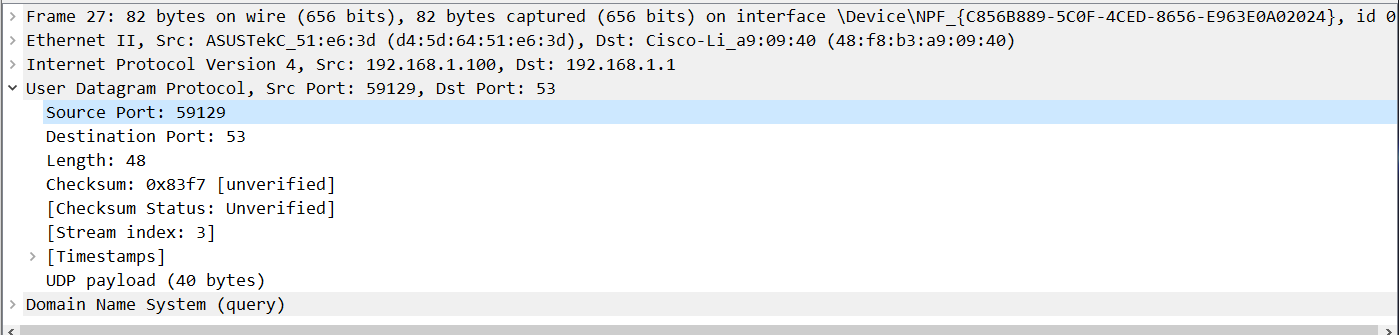 Frame 27: 82 bytes on wire (656 bits), 82 bytes captured (656 bits) on interface \Device\NPF_{C856B889-5C0F-4CED-8656-E963E0A02024}, id 0
Ethernet II, Src: ASUSTekC_51:e6:3d (d4:5d:64:51:e6:3d), Dst: Cisco-Li_a9:09:40 (48:f8:b3:a9:09:40)
Internet Protocol Version 4, Src: 192.168.1.100, Dst: 192.168.1.1
User Datagram Protocol, Src Port: 59129, Dst Port: 53
Source Port: 59129
Destination Port: 53
Length: 48
Checksum: 0x83f7 [unverified]
[Checksum Status: Unverified]
[Stream index: 3]
[Timestamps]
UDP payload (40 bytes)
Domain Name System (query)